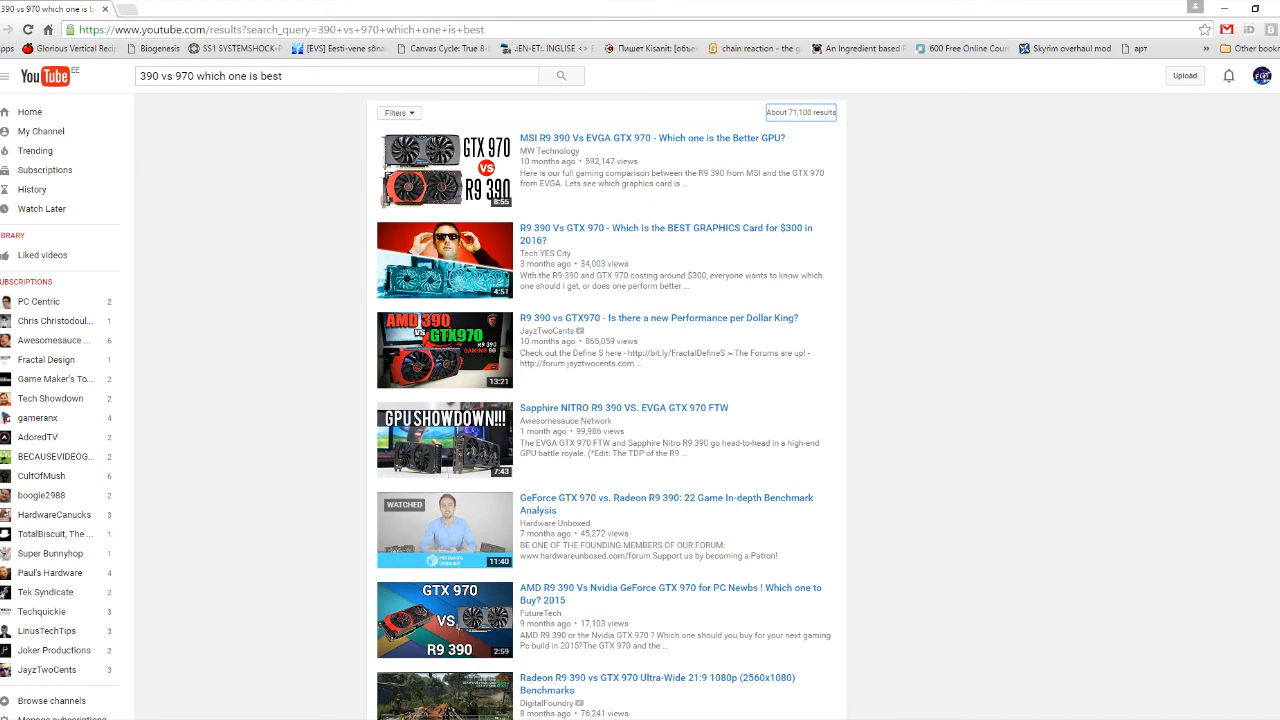 390 vs 970 which one is best
https://www.youtube.com/results?search_query=390+vs+970+which+one+is+best
apps Glorious Vertical Recip Biogenesis SS1 SYSTEMSHOCK-P [EVS] Eesti-vene sõna Canvas Cycle: True 8-b «EN-ET» INGLISE <> E Пишет Kisanit: [объе chain reaction - the g An Ingredient based P 600 Free Online Cour Skyrim overhaul mod арт » Other book
YouTube EE
390 vs 970 which one is best
Upload
Home
My Channel
Trending
Subscriptions
History
Watch Later
IBRARY
Liked videos
UBSCRIPTIONS
PC Centric 2
Chris Christodoul... 1
Awesomesauce ... 6
Fractal Design 1
Game Maker's To... 2
Tech Showdown 2
gameranx 4
AdoredTV 2
BECAUSEVIDEOG... 2
CultOfMush 6
boogie2988 2
HardwareCanucks 3
TotalBiscuit, The ... 1
Super Bunnyhop 1
Paul's Hardware 4
Tek Syndicate 2
Techquickie 3
LinusTechTips 3
Joker Productions 2
JayzTwoCents 3
Browse channels
Manage subscriptions
Filters
About 71,100 results
GTX 970
VS
R9 390
8:55
MSI R9 390 Vs EVGA GTX 970 - Which one is the Better GPU?
MW Technology
10 months ago • 592,147 views
Here is our full gaming comparison between the R9 390 from MSI and the GTX 970
from EVGA. Lets see which graphics card is ...
4:51
R9 390 Vs GTX 970 - Which is the BEST GRAPHICS Card for $300 in
2016?
Tech YES City
3 months ago • 34,003 views
With the R9-390 and GTX 970 costing around $300, everyone wants to know which
one should I get, or does one perform better ...
AMD 390
VS GTX970
R9 390
GAMING 8G
13:21
R9 390 vs GTX970 - Is there a new Performance per Dollar King?
JayzTwoCents
10 months ago • 865,059 views
Check out the Define S here - http://bit.ly/FractalDefineS ~ The Forums are up! -
http://forum.jayztwocents.com ...
GPU SHOWDOWN!!!
7:43
Sapphire NITRO R9 390 VS. EVGA GTX 970 FTW
Awesomesauce Network
1 month ago • 99,986 views
The EVGA GTX 970 FTW and Sapphire Nitro R9 390 go head-to-head in a high-end
GPU battle royale. (*Edit: The TDP of the R9 ...
WATCHED
Hardware
Unboxed
11:40
GeForce GTX 970 vs. Radeon R9 390: 22 Game In-depth Benchmark
Analysis
Hardware Unboxed
7 months ago • 45,272 views
BE ONE OF THE FOUNDING MEMBERS OF OUR FORUM:
www.hardwareunboxed.com/forum Support us by becoming a Patron!
GTX 970
VS
R9 390
2:59
AMD R9 390 Vs Nvidia GeForce GTX 970 for PC Newbs ! Which one to
Buy? 2015
FutureTech
9 months ago • 17,103 views
AMD R9 390 or the Nvidia GTX 970 ? Which one should you buy for your next gaming
Pc build in 2015?The GTX 970 and the ...
Radeon R9 390 vs GTX 970 Ultra-Wide 21:9 1080p (2560x1080)
Benchmarks
DigitalFoundry
8 months ago • 76,241 views